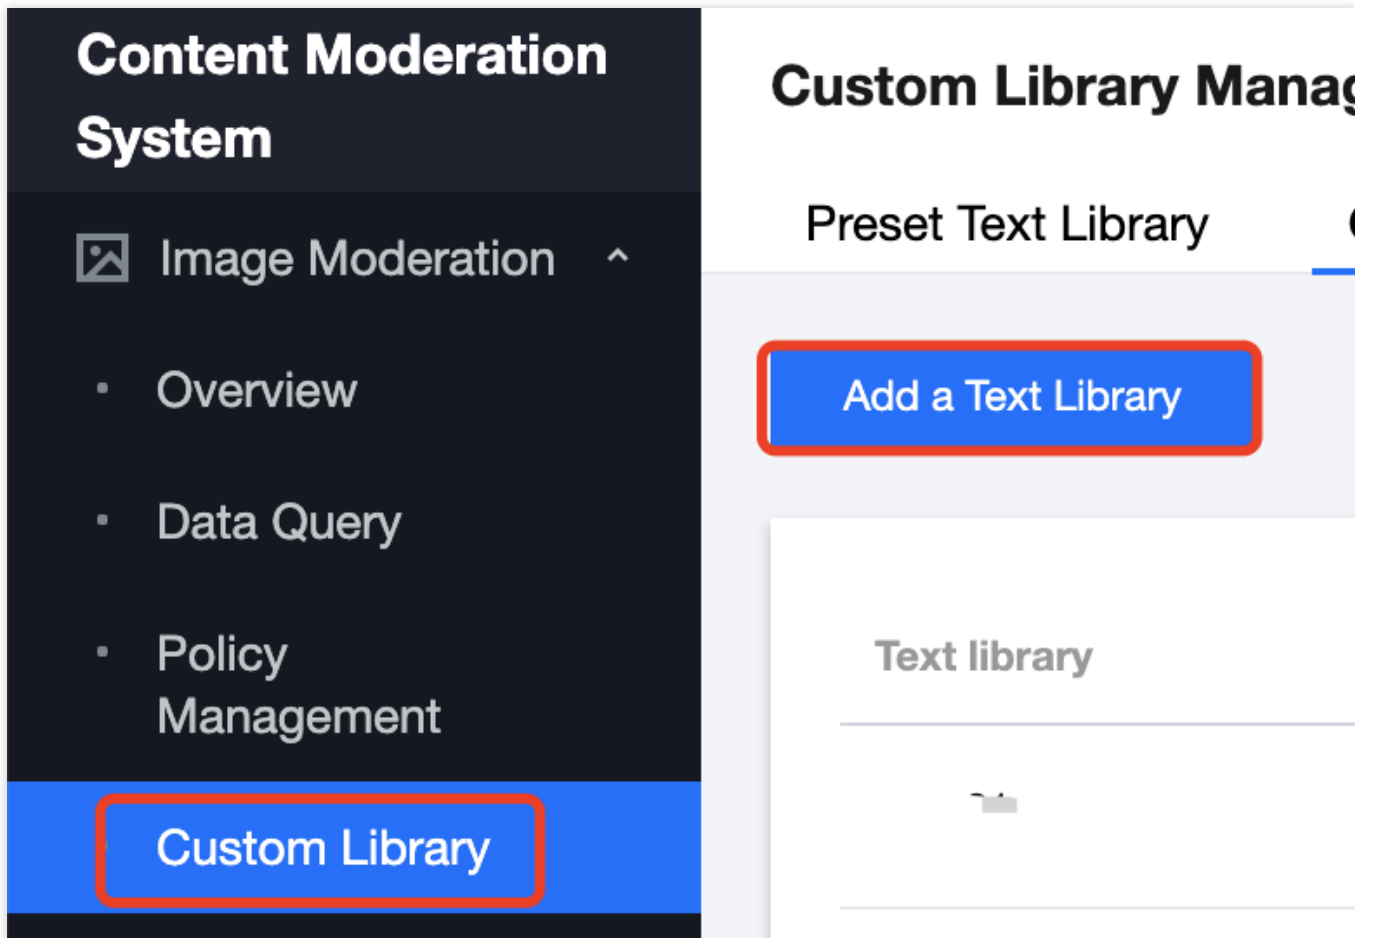 Content Moderation
System
Image Moderation
Overview
Data Query
Policy
Management
Custom Library
Custom Library
Preset Text Library
Add a Text Library
Text library